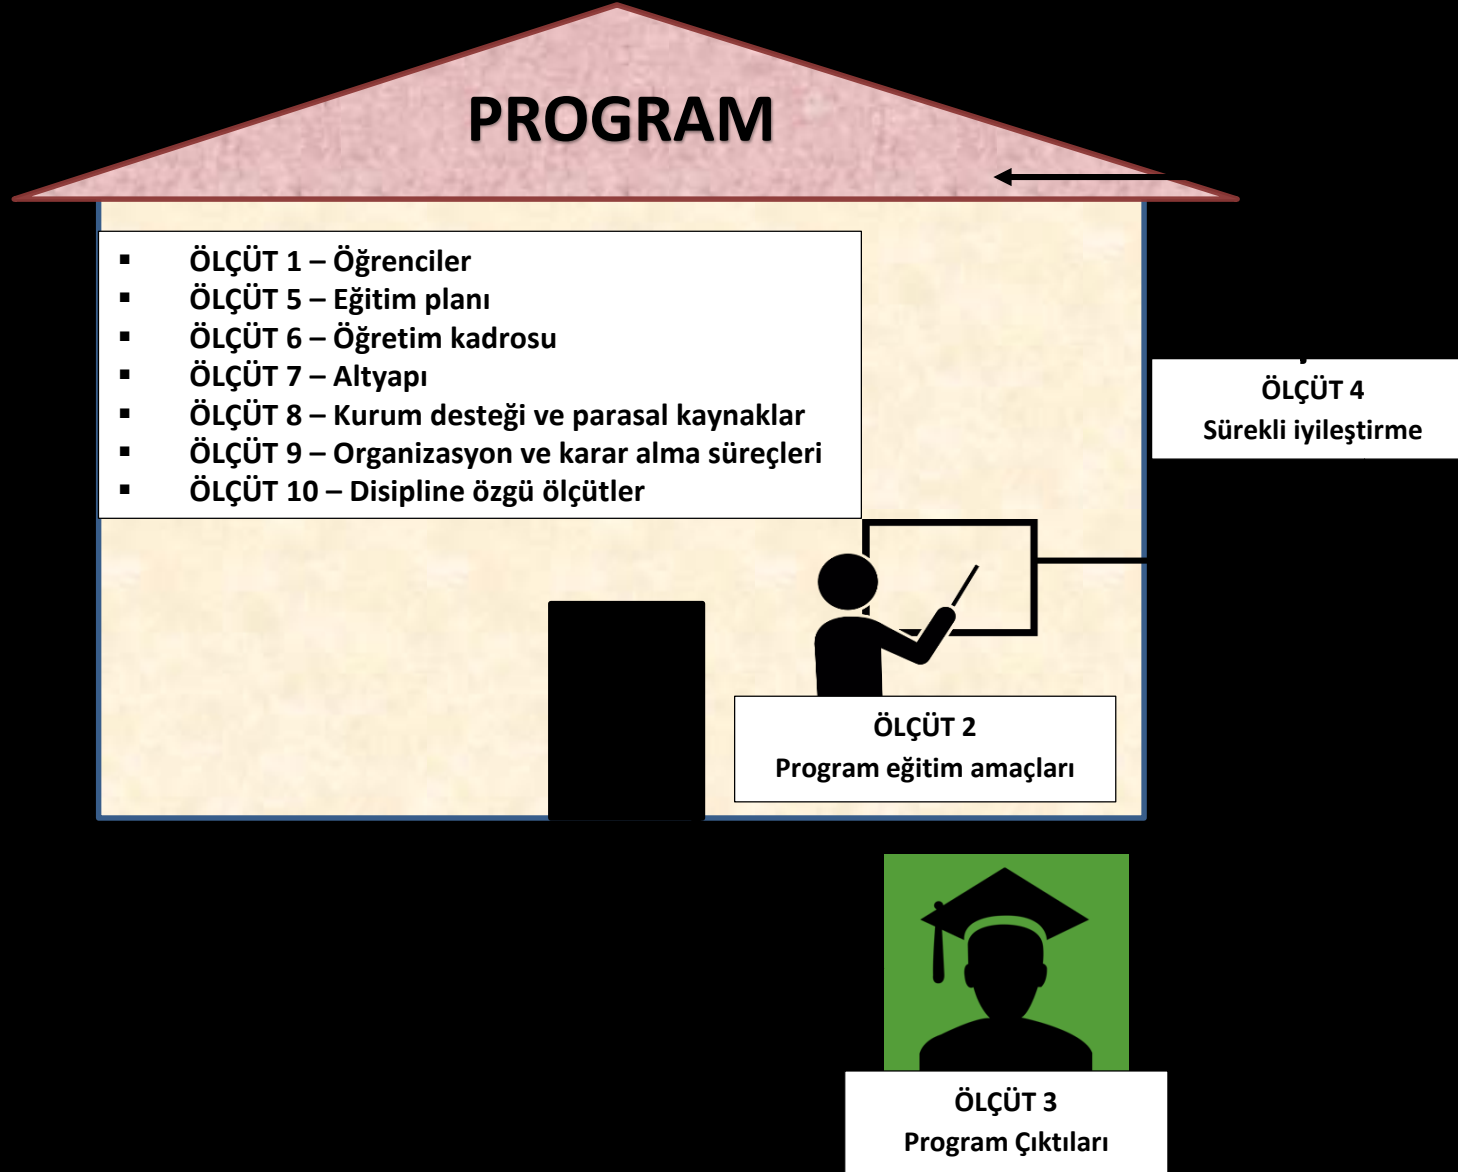 PROGRAM
▪ ÖLÇÜT 1 – Öğrenciler
▪ ÖLÇÜT 5 – Eğitim planı
▪ ÖLÇÜT 6 – Öğretim kadrosu
▪ ÖLÇÜT 7 – Altyapı
▪ ÖLÇÜT 8 – Kurum desteği ve parasal kaynaklar
▪ ÖLÇÜT 9 – Organizasyon ve karar alma süreçleri
▪ ÖLÇÜT 10 – Disipline özgü ölçütler
ÖLÇÜT 4
Sürekli iyileştirme
ÖLÇÜT 2
Program eğitim amaçları
ÖLÇÜT 3
Program Çıktıları